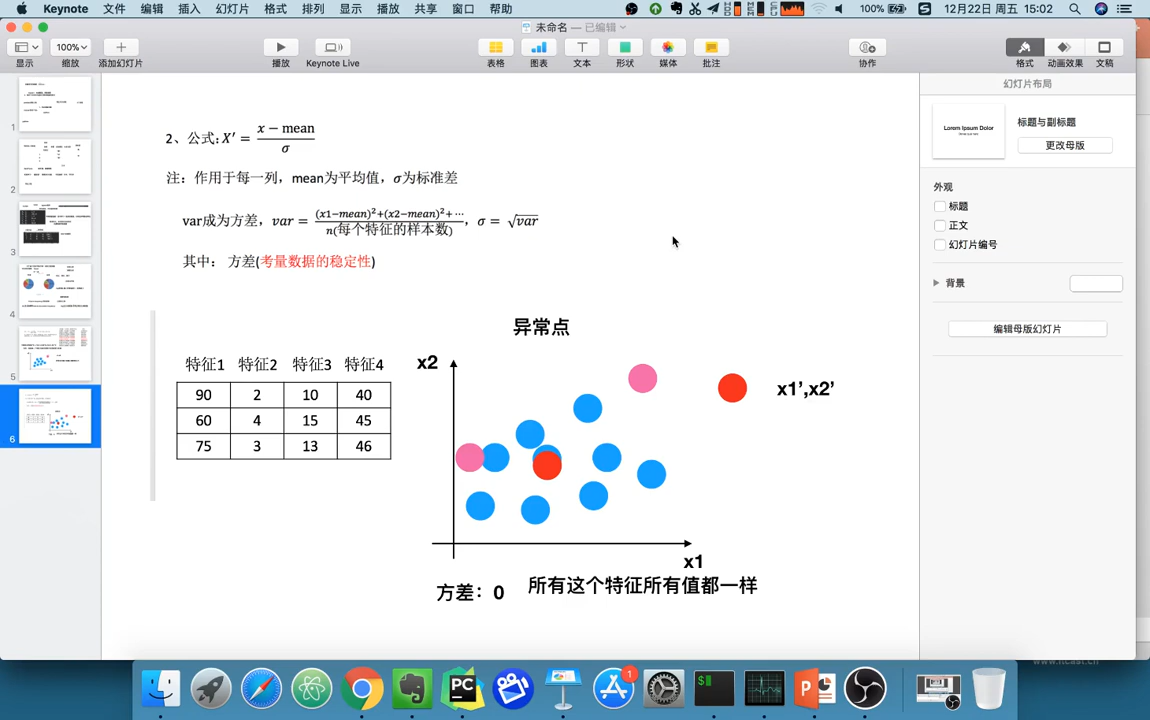 Keynote 文件 编辑 插入 幻灯片 格式 排列 显示 播放 共享 窗口 帮助 100% 12月22日 周五 15:02
未命名 — 已编辑
100%
显示 缩放 添加幻灯片 播放 Keynote Live 表格 图表 文本 形状 媒体 批注 协作 格式 动画效果 文稿
1
2
3
4
5
6
2、公式: X′ = (x − mean)/σ
注：作用于每一列，mean为平均值，σ为标准差
var成为方差，var = ((x1−mean)²+(x2−mean)²+⋯)/(n(每个特征的样本数))，σ = √var
其中： 方差(考量数据的稳定性)
特征1 特征2 特征3 特征4
90 2 10 40
60 4 15 45
75 3 13 46
异常点
x2
x1’,x2’
x1
方差：0 所有这个特征所有值都一样
幻灯片布局
Lorem Ipsum Dolor
标题与副标题
更改母版
外观
标题
正文
幻灯片编号
背景
编辑母版幻灯片
PC
1
$
P